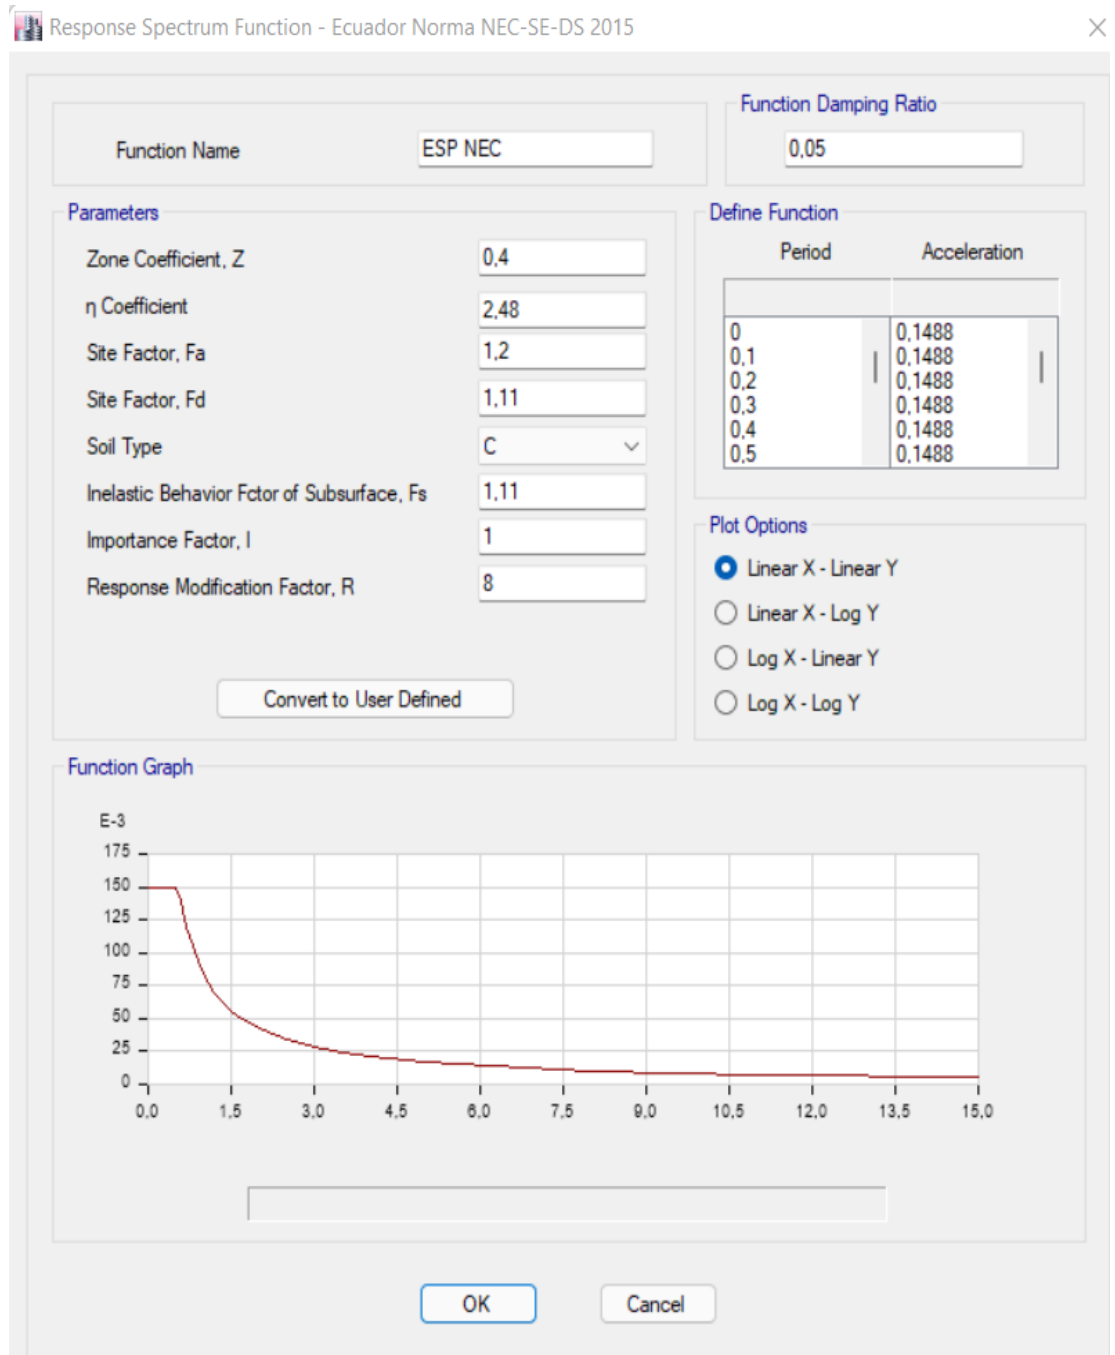 Response Spectrum Function - Ecuador Norma NEC-SE-DS 2015
Function Name
ESP NEC
Function Damping Ratio
0,05
Parameters
Zone Coefficient, Z
0,4
η Coefficient
2,48
Site Factor, Fa
1,2
Site Factor, Fd
1,11
Soil Type
C
Inelastic Behavior Fctor of Subsurface, Fs
1,11
Importance Factor, I
1
Response Modification Factor, R
8
Convert to User Defined
Define Function
Period Acceleration
0 0,1488
0,1 0,1488
0,2 0,1488
0,3 0,1488
0,4 0,1488
0,5 0,1488
Plot Options
Linear X - Linear Y
Linear X - Log Y
Log X - Linear Y
Log X - Log Y
Function Graph
E-3
175
150
125
100
75
50
25
0
0,0 1,5 3,0 4,5 6,0 7,5 9,0 10,5 12,0 13,5 15,0
OK Cancel